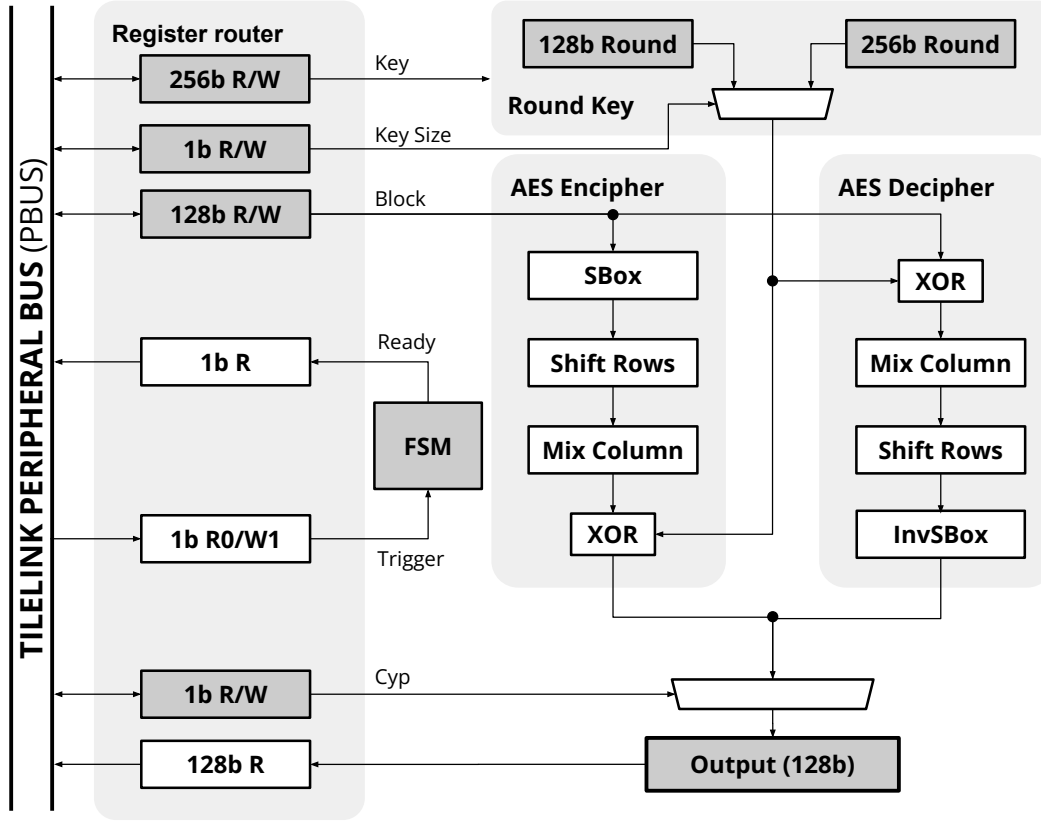 TILELINK PERIPHERAL BUS (PBUS)
Register router
256b R/W
Key
1b R/W
Key Size
128b R/W
Block
1b R
Ready
FSM
1b R0/W1
Trigger
1b R/W
Cyp
128b R
128b Round
256b Round
Round Key
AES Encipher
SBox
Shift Rows
Mix Column
XOR
AES Decipher
XOR
Mix Column
Shift Rows
InvSBox
Output (128b)